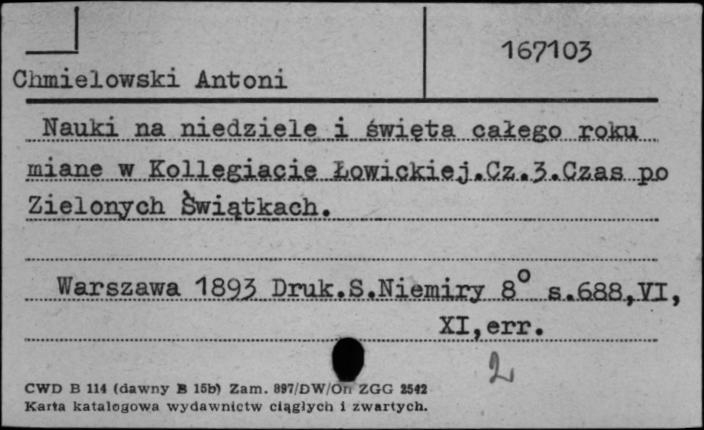 167103
Chmielowski Antoni
Nauki na niedziele i święta całego roku
miane w Kollegiacie Łowickiej.Cz.3.Czas po
Zielonych Świątkach.
Warszawa 1893 Druk.S.Niemiry 8° s.688,VI,
XI,err.
2
CWD B 114 (dawny B 15b) Zam. 897/DW/On ZGG 2542
Karta katalogowa wydawnictw ciągłych i zwartych.